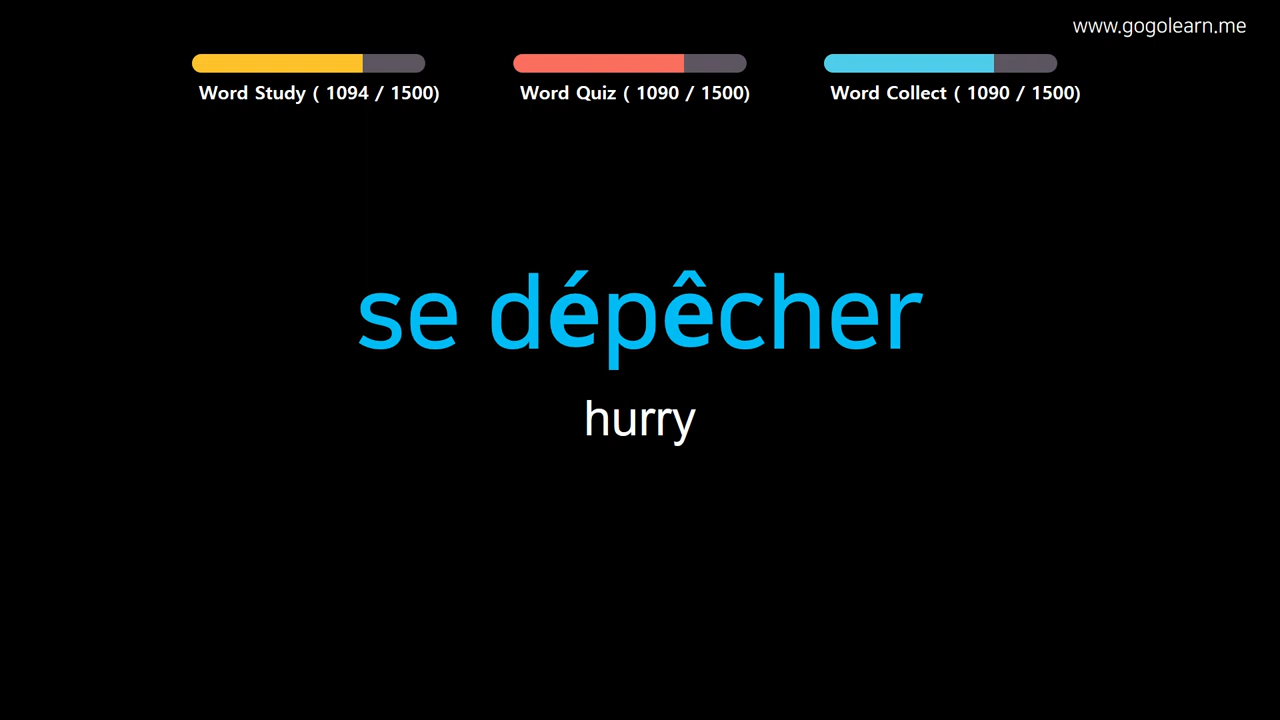 www.gogolearn.me
Word Study ( 1094 / 1500)
Word Quiz ( 1090 / 1500)
Word Collect ( 1090 / 1500)
se dépêcher
hurry